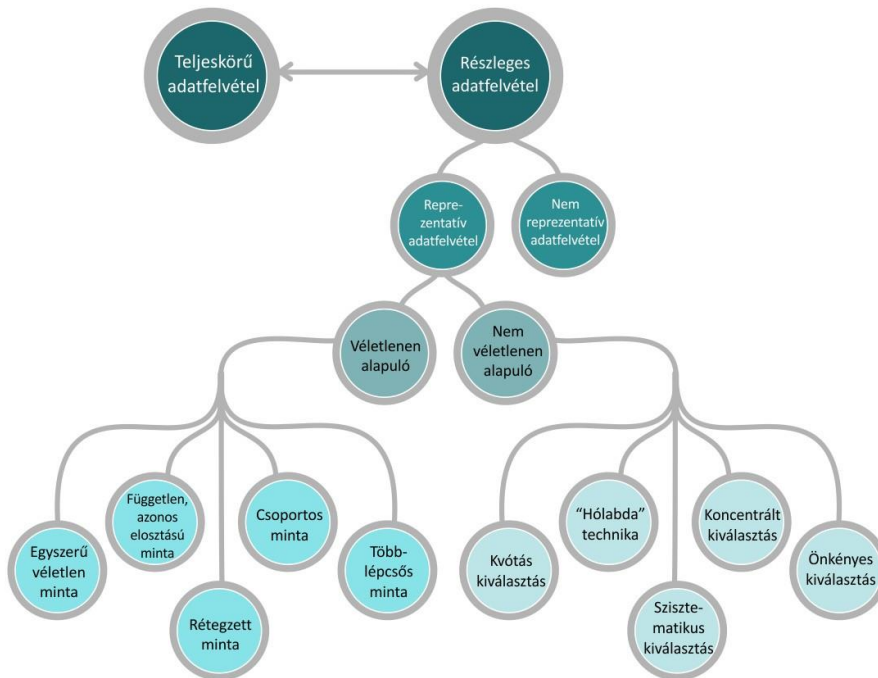 Teljeskörű
adatfelvétel
Részleges
adatfelvétel
Repre-
zentatív
adatfelvétel
Nem
reprezentatív
adatfelvétel
Véletlenen
alapuló
Nem
véletlenen
alapuló
Egyszerű
véletlen
minta
Független,
azonos
elosztású
minta
Rétegzett
minta
Csoportos
minta
Több-
lépcsős
minta
Kvótás
kiválasztás
“Hólabda”
technika
Sziszte-
matikus
kiválasztás
Koncentrált
kiválasztás
Önkényes
kiválasztás